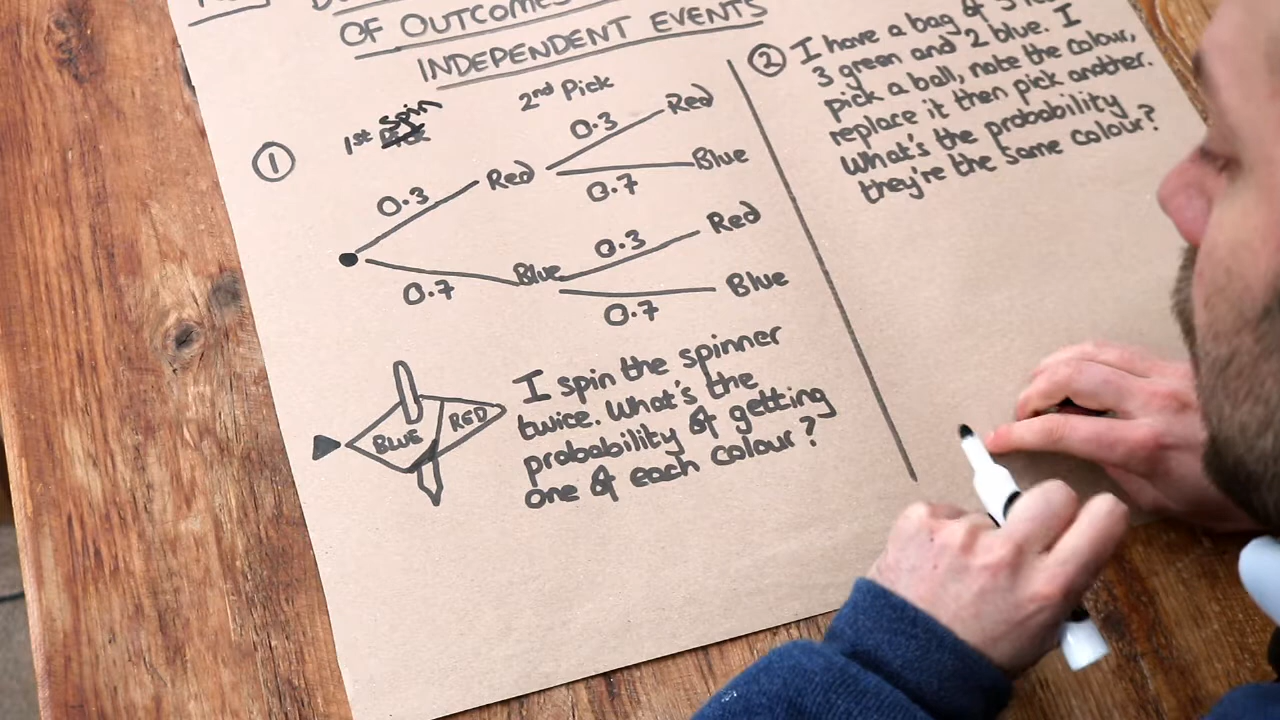 OF OUTCOMES
INDEPENDENT EVENTS
1
1st Spin
2nd Pick
0.3
Red
0.3
Red
0.7
Blue
0.7
Blue
0.3
Red
0.7
Blue
BLUE
RED
I spin the spinner
twice. What's the
probability of getting
one of each colour?
2
I have a bag of
3 green and 2 blue. I
pick a ball, note the colour,
replace it then pick another.
What's the probability
they're the same colour?